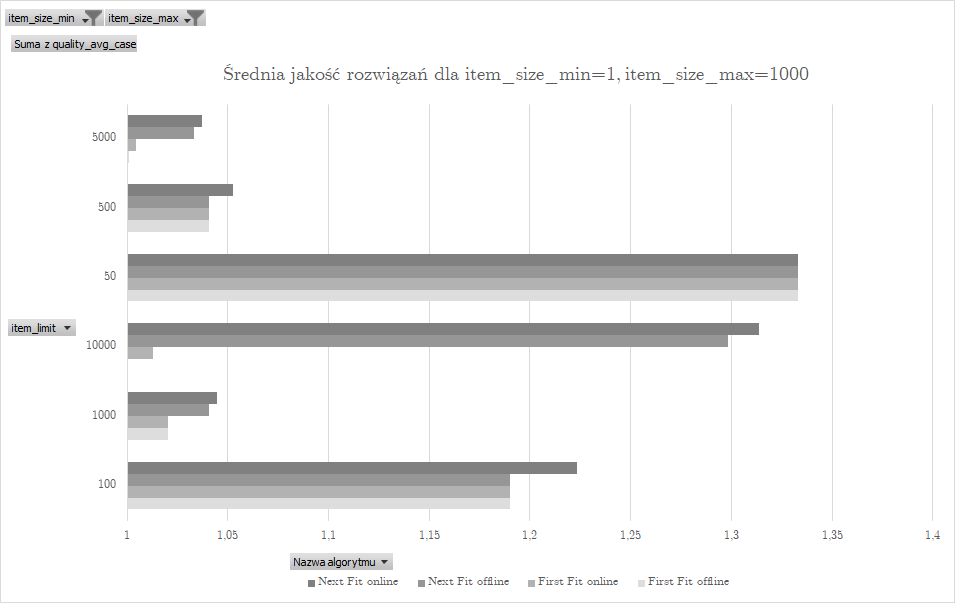 item_size_min item_size_max
Suma z quality_avg_case
Średnia jakość rozwiązań dla item_size_min=1, item_size_max=1000
5000
500
50
item_limit
10000
1000
100
1 1,05 1,1 1,15 1,2 1,25 1,3 1,35 1,4
Nazwa algorytmu
Next Fit online Next Fit offline First Fit online First Fit offline